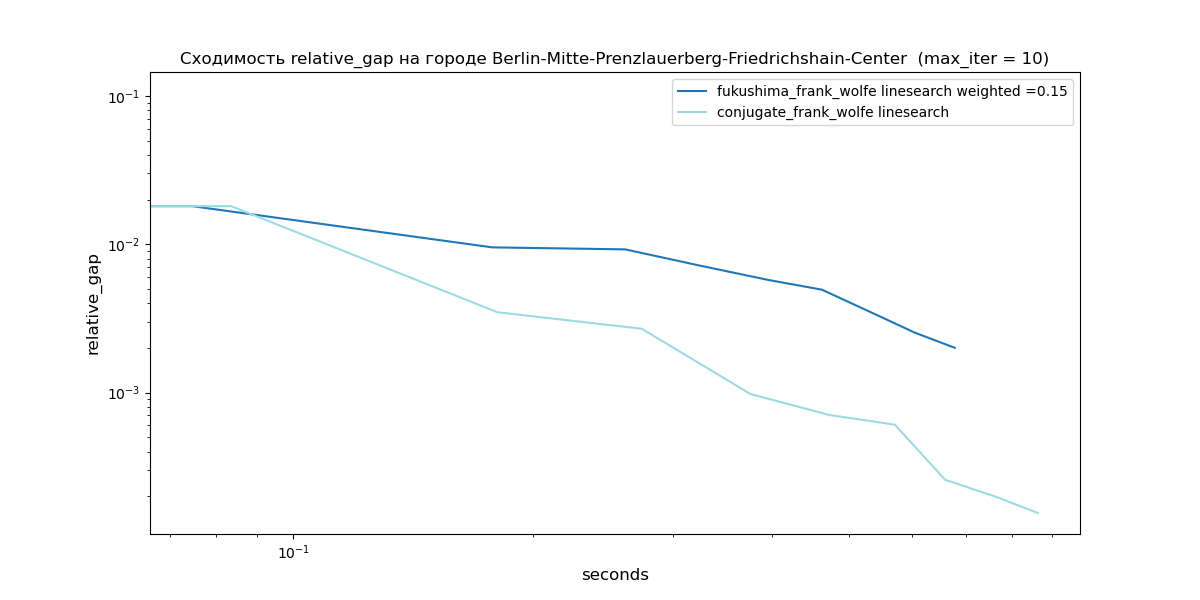 Сходимость relative_gap на городе Berlin-Mitte-Prenzlauerberg-Friedrichshain-Center  (max_iter = 10)
fukushima_frank_wolfe linesearch weighted =0.15
conjugate_frank_wolfe linesearch
relative_gap
10⁻¹
10⁻²
10⁻³
10⁻¹
seconds